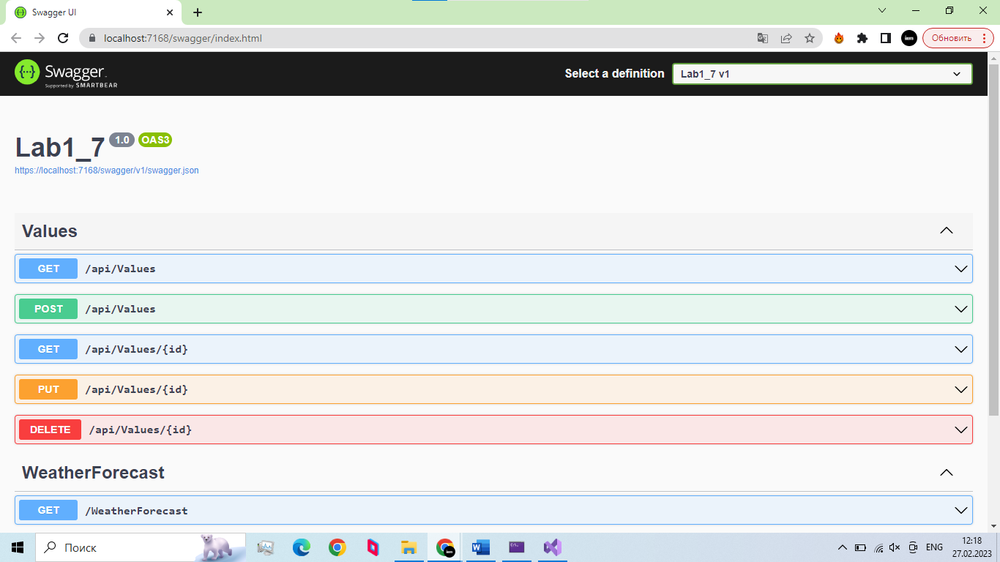 Swagger UI
localhost:7168/swagger/index.html
Обновить
Swagger
Supported by SMARTBEAR
Select a definition
Lab1_7 v1
Lab1_7 1.0 OAS3
https://localhost:7168/swagger/v1/swagger.json
Values
GET /api/Values
POST /api/Values
GET /api/Values/{id}
PUT /api/Values/{id}
DELETE /api/Values/{id}
WeatherForecast
GET /WeatherForecast
Поиск
ENG
12:18
27.02.2023